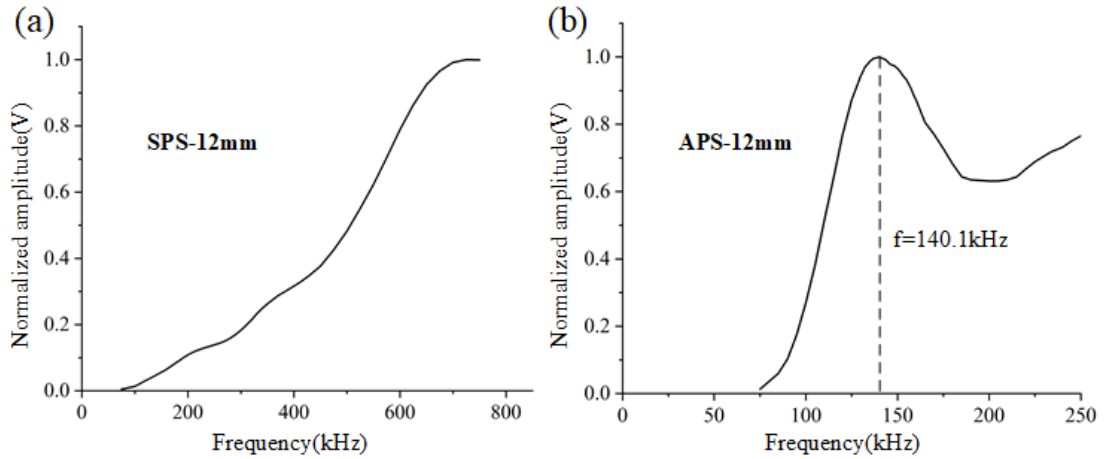 (a)
Normalized amplitude(V)
1.0
0.8
0.6
0.4
0.2
0.0
SPS-12mm
0
200
400
600
800
Frequency(kHz)
(b)
Normalized amplitude(V)
1.0
0.8
0.6
0.4
0.2
0.0
APS-12mm
f=140.1kHz
0
50
100
150
200
250
Frequency(kHz)